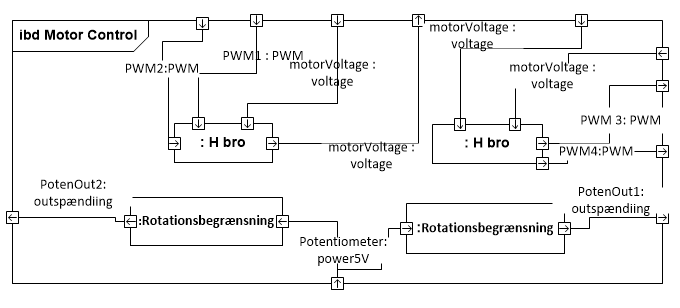 ibd Motor Control
motorVoltage :
voltage
PWM1 : PWM
PWM2:PWM
motorVoltage :
voltage
motorVoltage :
voltage
PWM 3: PWM
: H bro
: H bro
motorVoltage :
voltage
PWM4:PWM
PotenOut2:
outspændiing
PotenOut1:
outspændiing
:Rotationsbegrænsning
:Rotationsbegrænsning
Potentiometer:
power5V